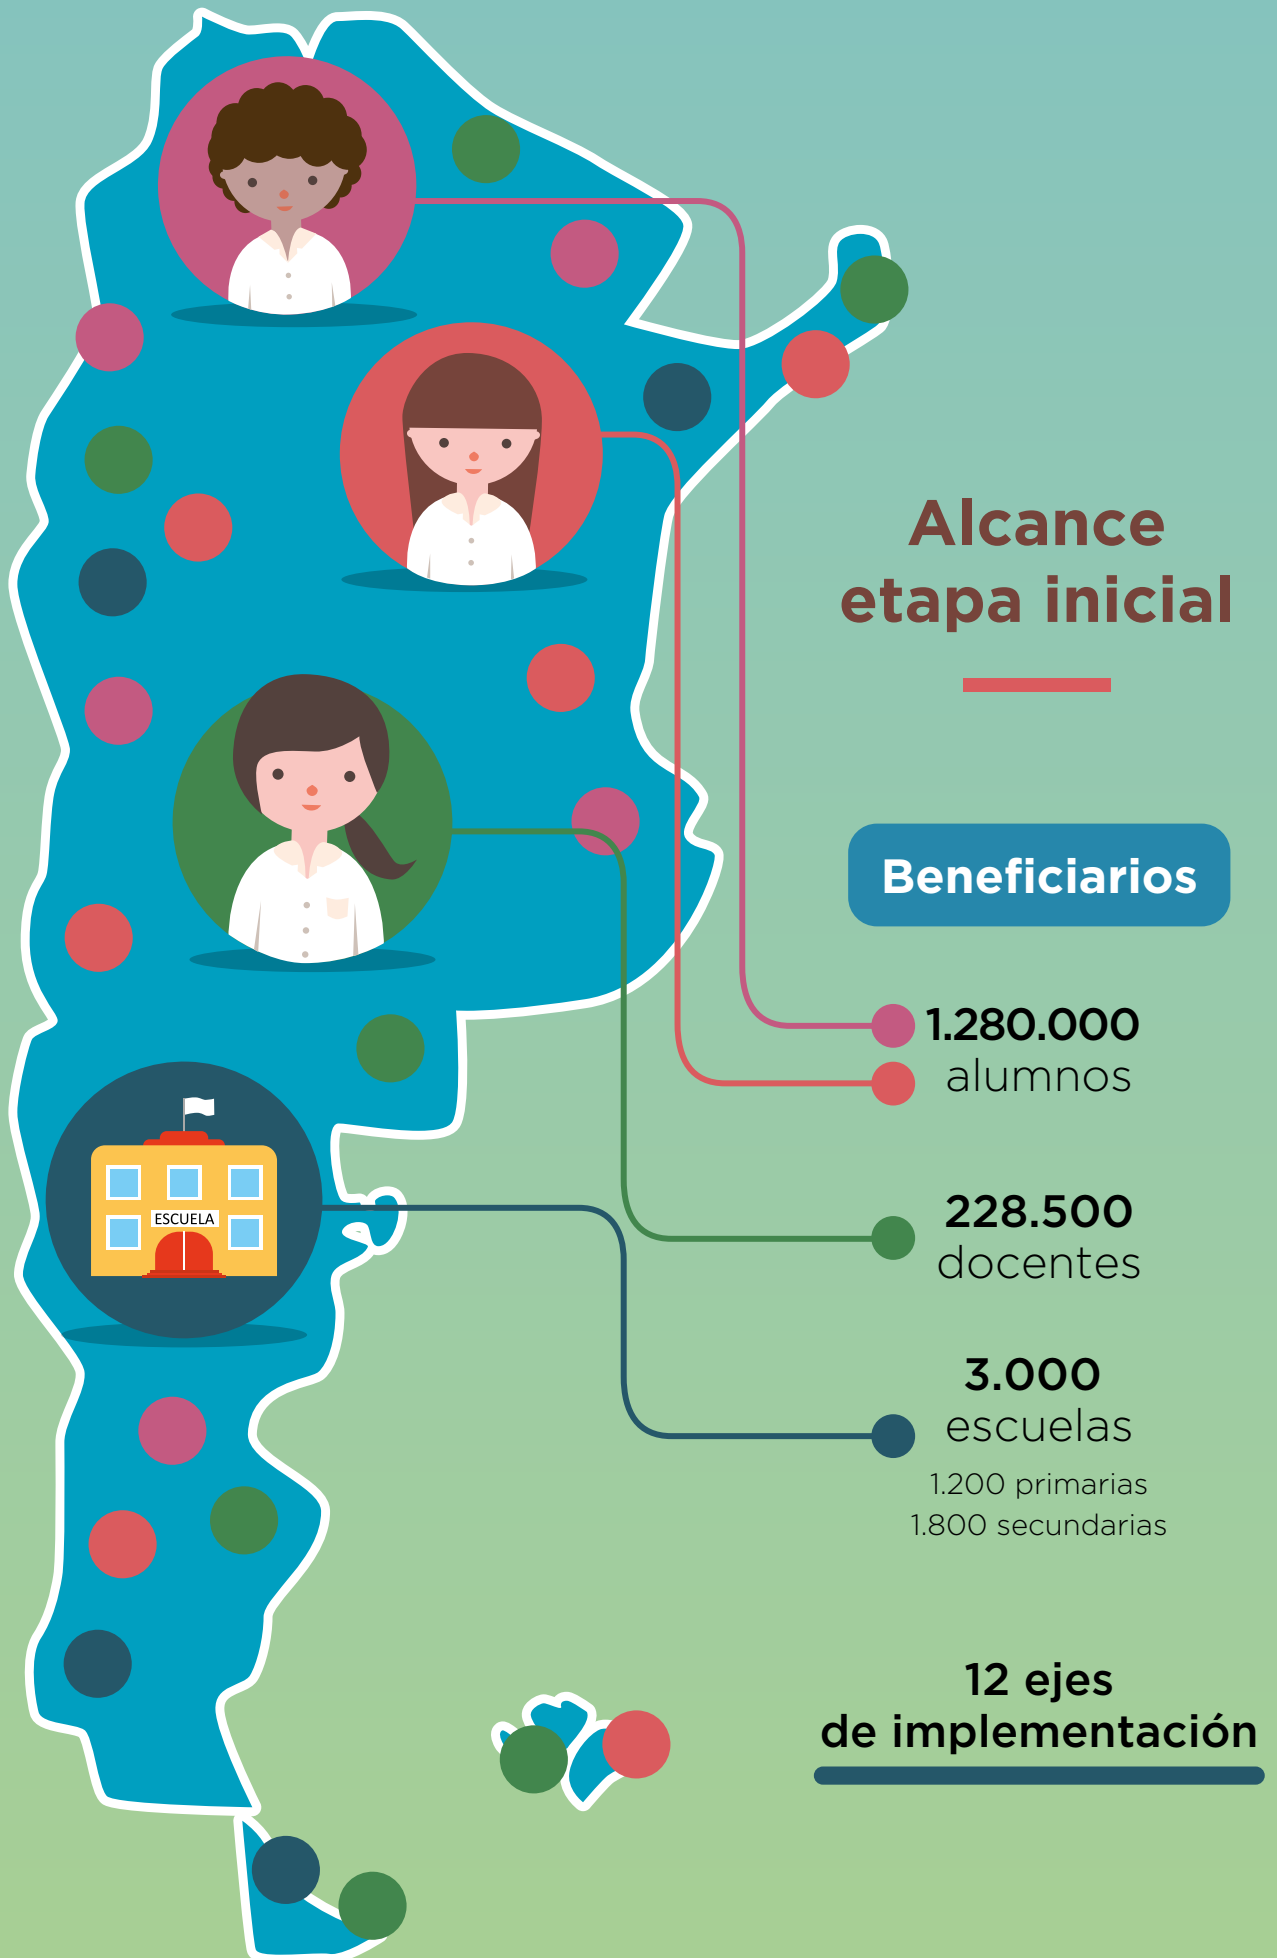 Alcance
etapa inicial
Beneficiarios
1.280.000
alumnos
228.500
docentes
ESCUELA
3.000
escuelas
1.200 primarias
1.800 secundarias
12 ejes
de implementación